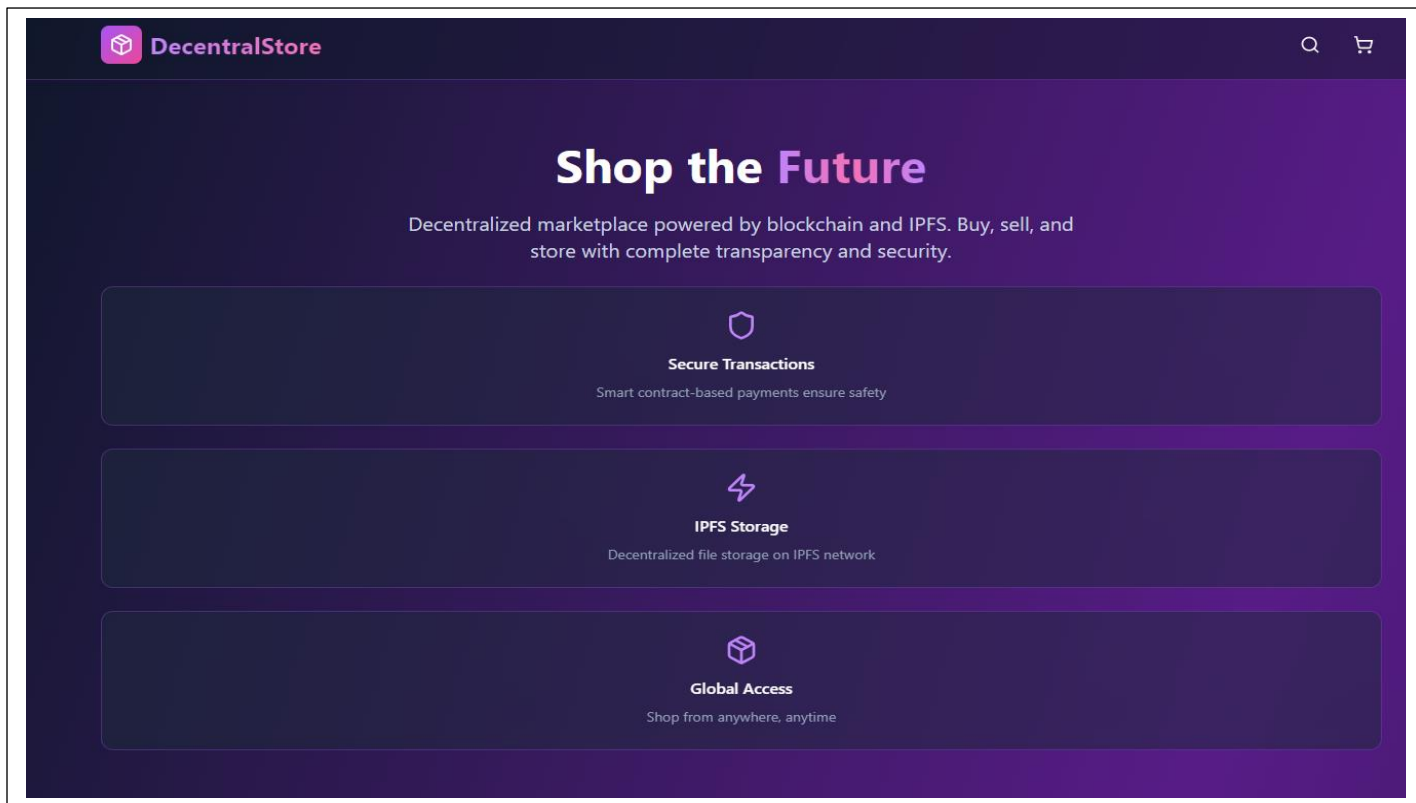 DecentralStore
Shop the Future
Decentralized marketplace powered by blockchain and IPFS. Buy, sell, and
store with complete transparency and security.
Secure Transactions
Smart contract-based payments ensure safety
IPFS Storage
Decentralized file storage on IPFS network
Global Access
Shop from anywhere, anytime